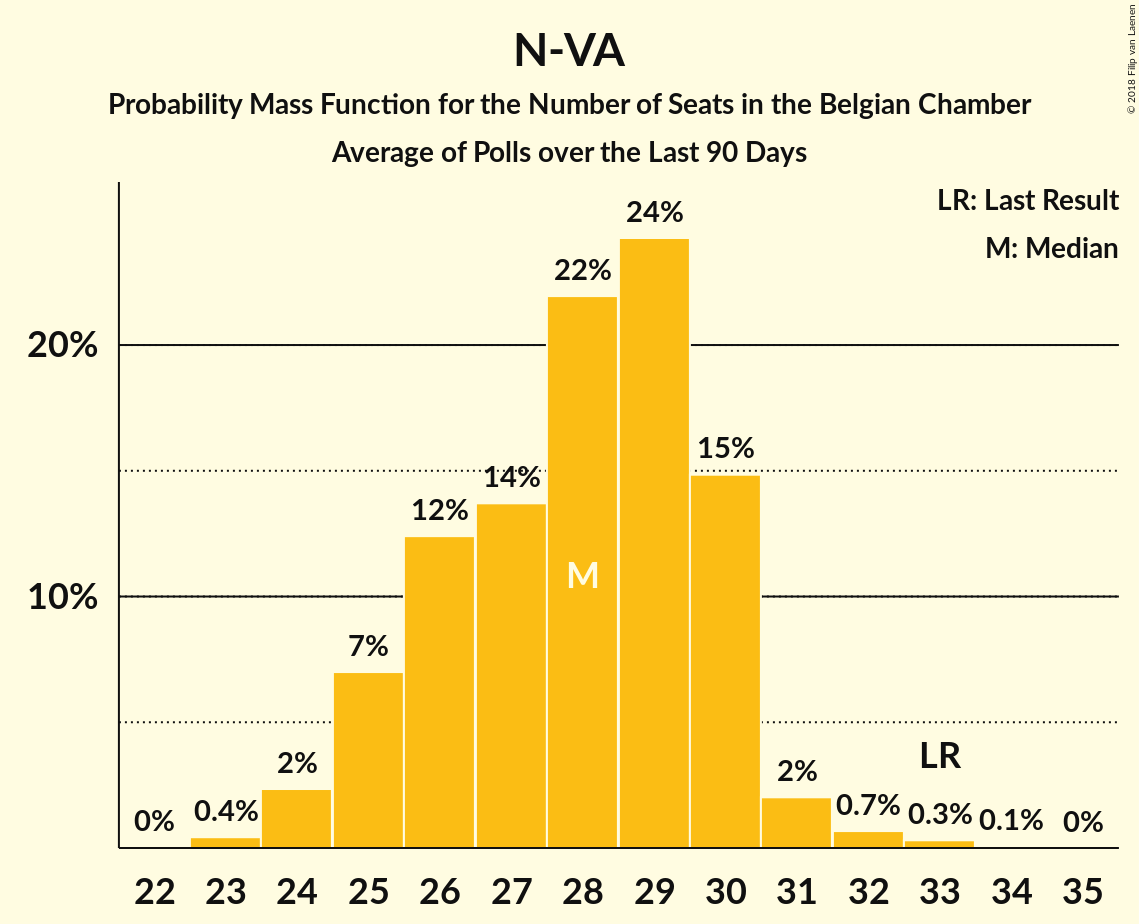 N-VA
Probability Mass Function for the Number of Seats in the Belgian Chamber
Average of Polls over the Last 90 Days
© 2018 Filip van Laenen
LR: Last Result
M: Median
24%
22%
20%
15%
14%
12%
M
10%
7%
LR
2%
2%
0%
0.4%
0.7%
0.3%
0.1%
0%
22 23 24 25 26 27 28 29 30 31 32 33 34 35